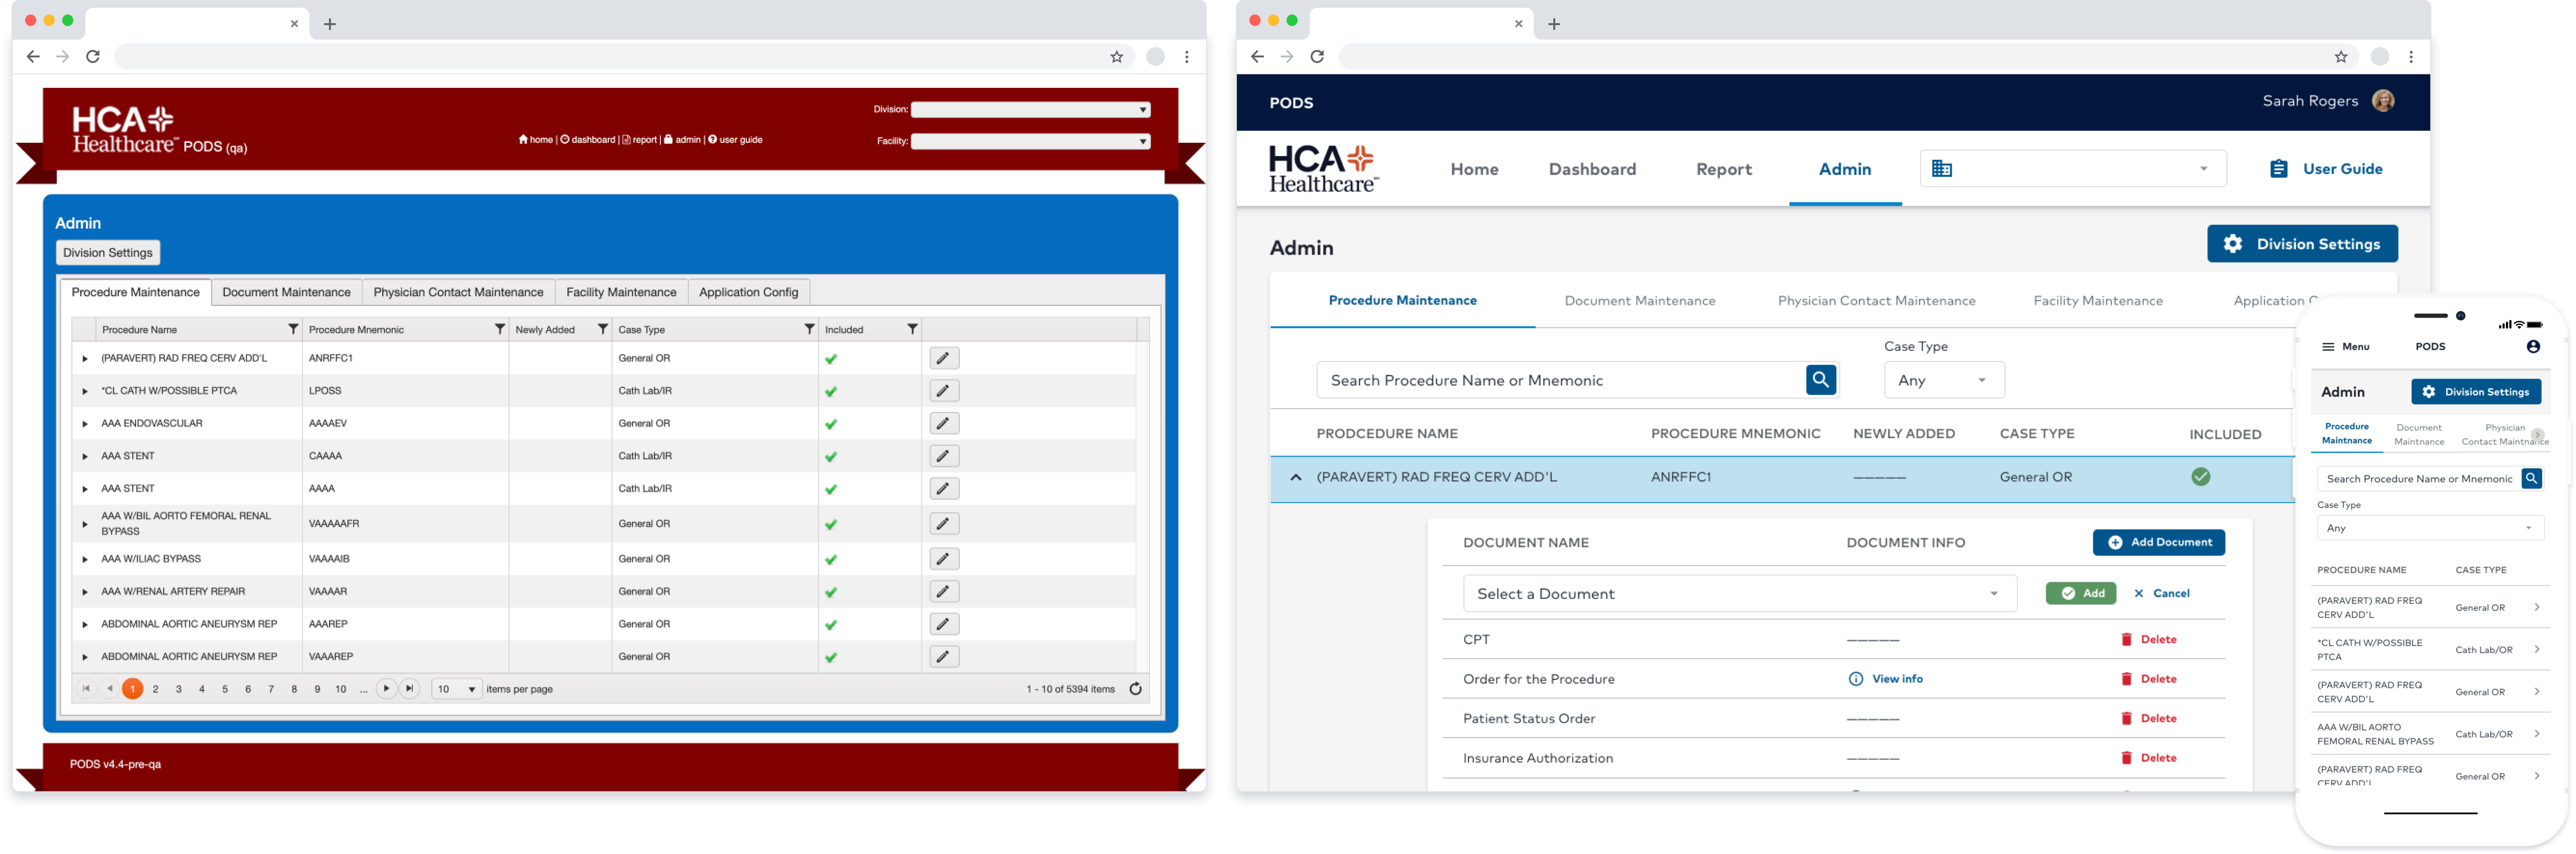 HCA
Healthcare™ PODS (qa)
home | dashboard | report | admin | user guide
Division:
Facility:
Admin
Division Settings
Procedure Maintenance Document Maintenance Physician Contact Maintenance Facility Maintenance Application Config
Procedure Name Procedure Mnemonic Newly Added Case Type Included
(PARAVERT) RAD FREQ CERV ADD'L ANRFFC1 General OR
*CL CATH W/POSSIBLE PTCA LPOSS Cath Lab/IR
AAA ENDOVASCULAR AAAAEV General OR
AAA STENT CAAAA Cath Lab/IR
AAA STENT AAAA Cath Lab/IR
AAA W/BIL AORTO FEMORAL RENAL
BYPASS VAAAAAFR General OR
AAA W/ILIAC BYPASS VAAAAIB General OR
AAA W/RENAL ARTERY REPAIR VAAAAR General OR
ABDOMINAL AORTIC ANEURYSM REP AAAREP General OR
ABDOMINAL AORTIC ANEURYSM REP VAAAREP General OR
1 2 3 4 5 6 7 8 9 10 ... 10 items per page 1 - 10 of 5394 items
PODS v4.4-pre-qa
PODS Sarah Rogers
HCA
Healthcare™
Home Dashboard Report Admin User Guide
Admin
Division Settings
Procedure Maintenance Document Maintenance Physician Contact Maintenance Facility Maintenance Application C
Case Type
Search Procedure Name or Mnemonic Any
PRODCEDURE NAME PROCEDURE MNEMONIC NEWLY ADDED CASE TYPE INCLUDED
(PARAVERT) RAD FREQ CERV ADD'L ANRFFC1 ————— General OR
DOCUMENT NAME DOCUMENT INFO Add Document
Select a Document Add Cancel
CPT ————— Delete
Order for the Procedure View info Delete
Patient Status Order ————— Delete
Insurance Authorization ————— Delete
Menu PODS
Admin Division Settings
Procedure Document Physician
Maintnance Maintnance Contact Maintnance
Search Procedure Name or Mnemonic
Case Type
Any
PROCEDURE NAME CASE TYPE
(PARAVERT) RAD FREQ
CERV ADD'L General OR
*CL CATH W/POSSIBLE
PTCA Cath Lab/OR
(PARAVERT) RAD FREQ
CERV ADD'L General OR
AAA W/BIL AORTO
FEMORAL RENAL BYPASS Cath Lab/OR
(PARAVERT) RAD FREQ
CERV ADD'L General OR